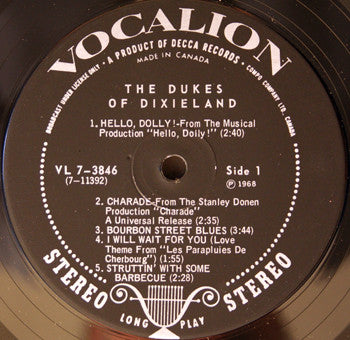 VOCALION
• A PRODUCT OF DECCA RECORDS •
MADE IN CANADA
BROADCAST UNDER LICENSE ONLY.
COMPO COMPANY LTD. CANADA
THE DUKES
OF DIXIELAND
1. HELLO, DOLLY!-From The Musical
Production "Hello, Dolly!" (2:40)
VL 7-3846
(7-11392)
Side 1
Ⓟ 1968
2. CHARADE-From The Stanley Donen
Production "Charade"
A Universal Release (2:35)
3. BOURBON STREET BLUES (3:44)
4. I WILL WAIT FOR YOU (Love
Theme From "Les Parapluies De
Cherbourg") (1:55)
5. STRUTTIN' WITH SOME
BARBECUE (2:28)
STEREO
LONG PLAY
STEREO